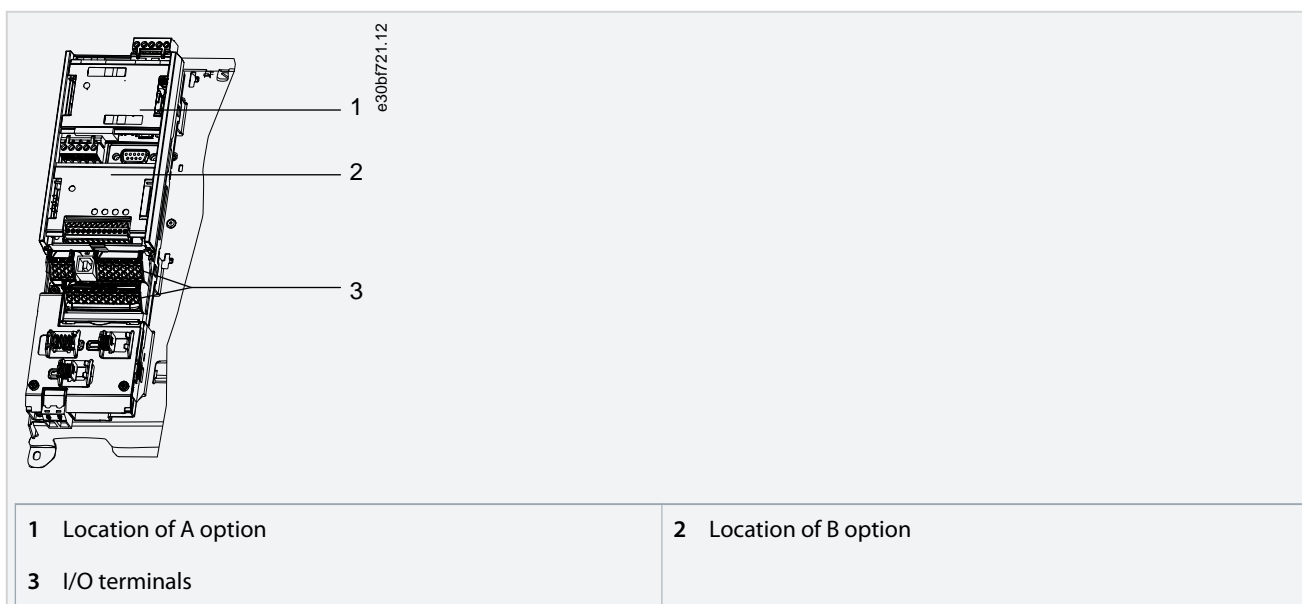 e30bf721.12
1
2
3
1 Location of A option
2 Location of B option
3 I/O terminals